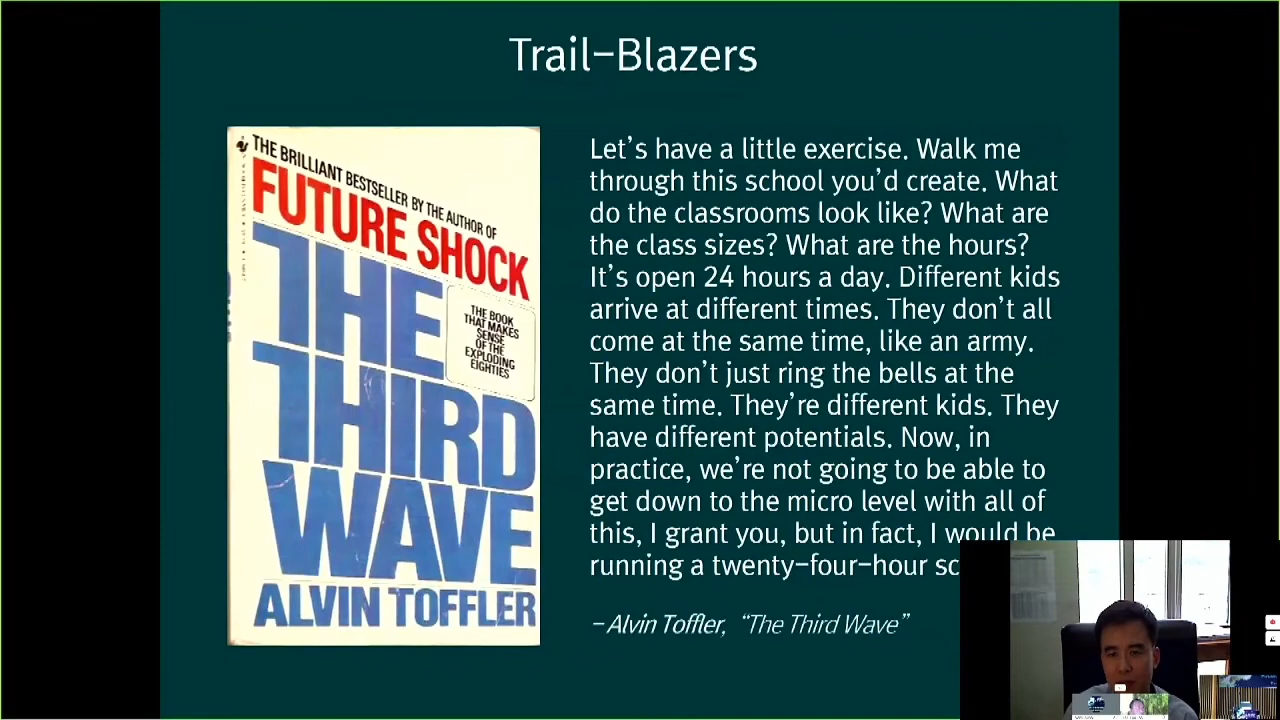 Trail-Blazers
THE BRILLIANT BESTSELLER BY THE AUTHOR OF
FUTURE SHOCK
THE
THIRD
WAVE
THE BOOK
THAT MAKES
SENSE
OF THE
EXPLODING
EIGHTIES
ALVIN TOFFLER
Let's have a little exercise. Walk me
through this school you'd create. What
do the classrooms look like? What are
the class sizes? What are the hours?
It's open 24 hours a day. Different kids
arrive at different times. They don't all
come at the same time, like an army.
They don't just ring the bells at the
same time. They're different kids. They
have different potentials. Now, in
practice, we're not going to be able to
get down to the micro level with all of
this, I grant you, but in fact, I would be
running a twenty-four-hour sc
– Alvin Toffler, “The Third Wave”